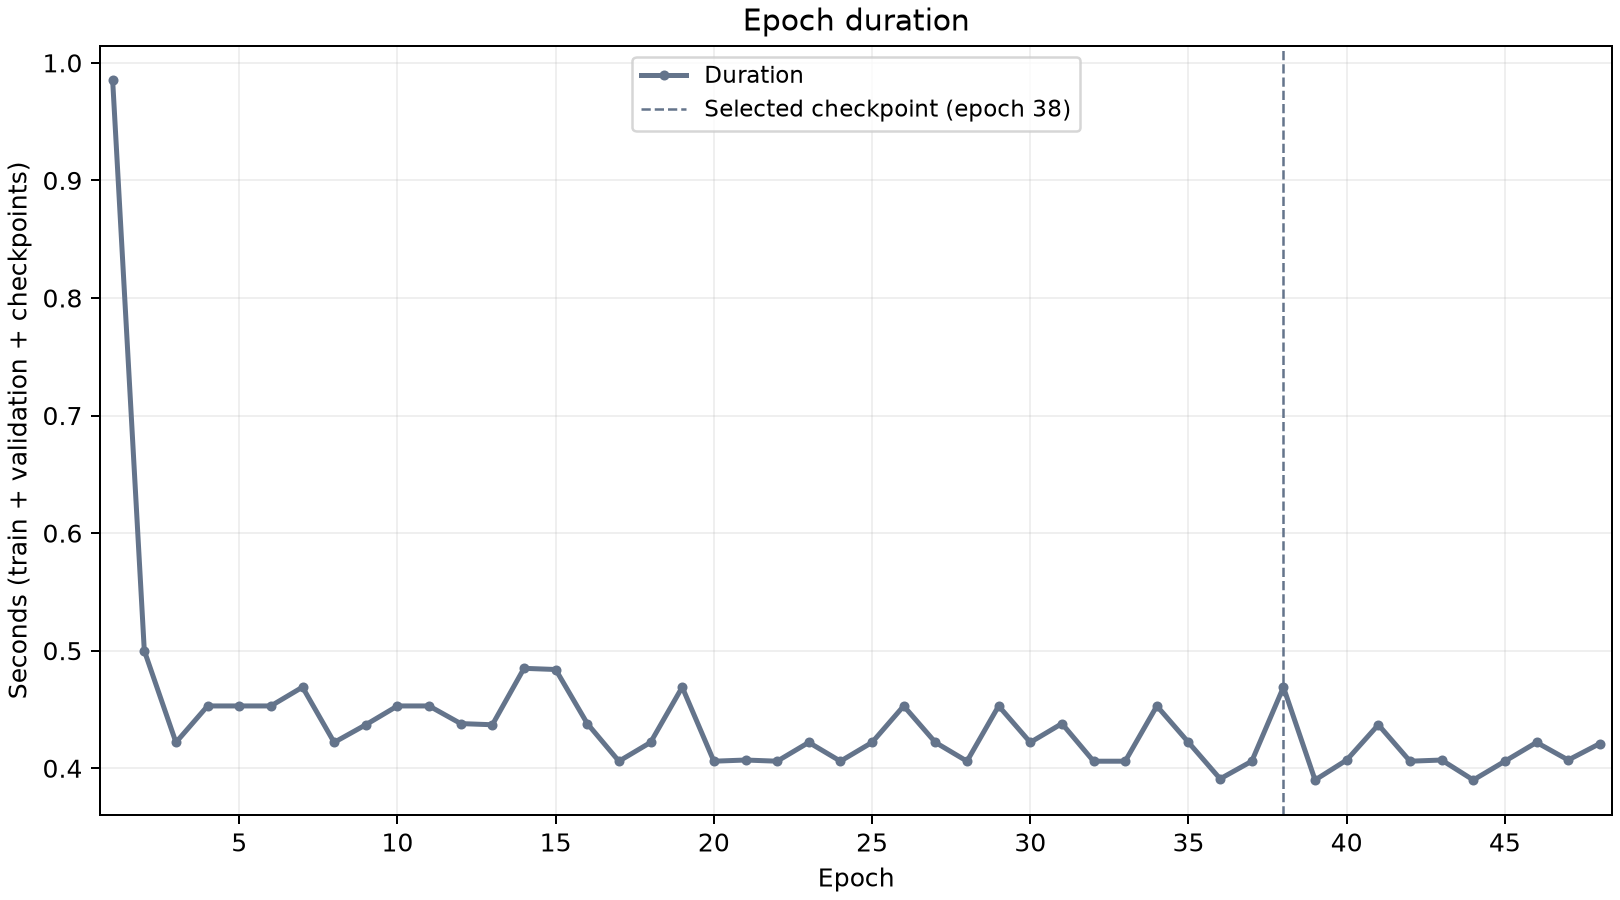 Epoch duration
Duration
Selected checkpoint (epoch 38)
Seconds (train + validation + checkpoints)
1.0
0.9
0.8
0.7
0.6
0.5
0.4
5 10 15 20 25 30 35 40 45
Epoch